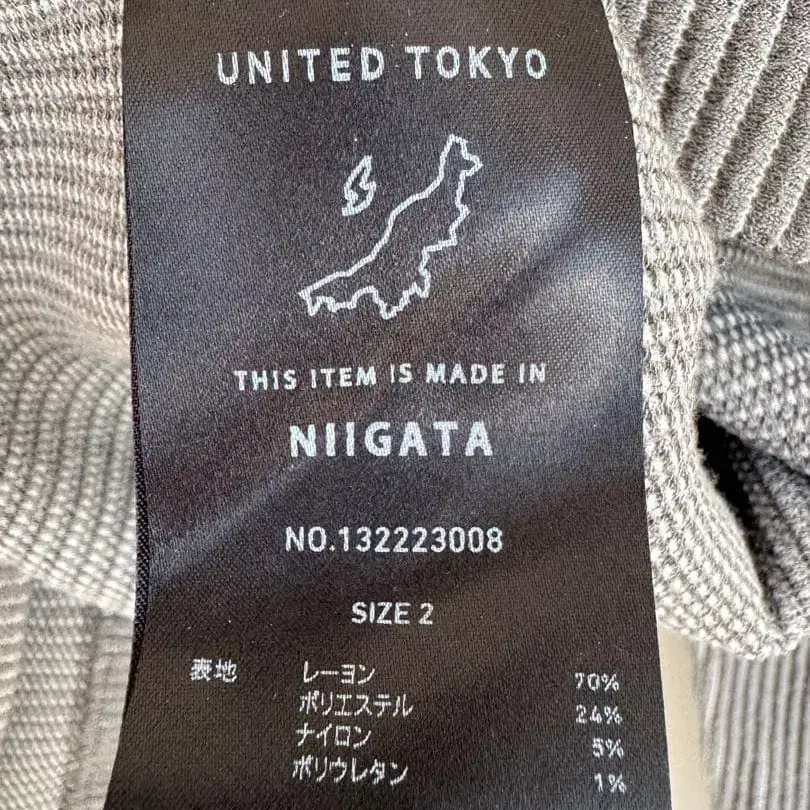 UNITED TOKYO
THIS ITEM IS MADE IN
NIIGATA
NO.132223008
SIZE 2
表地 レーヨン 70%
ポリエステル 24%
ナイロン 5%
ポリウレタン 1%